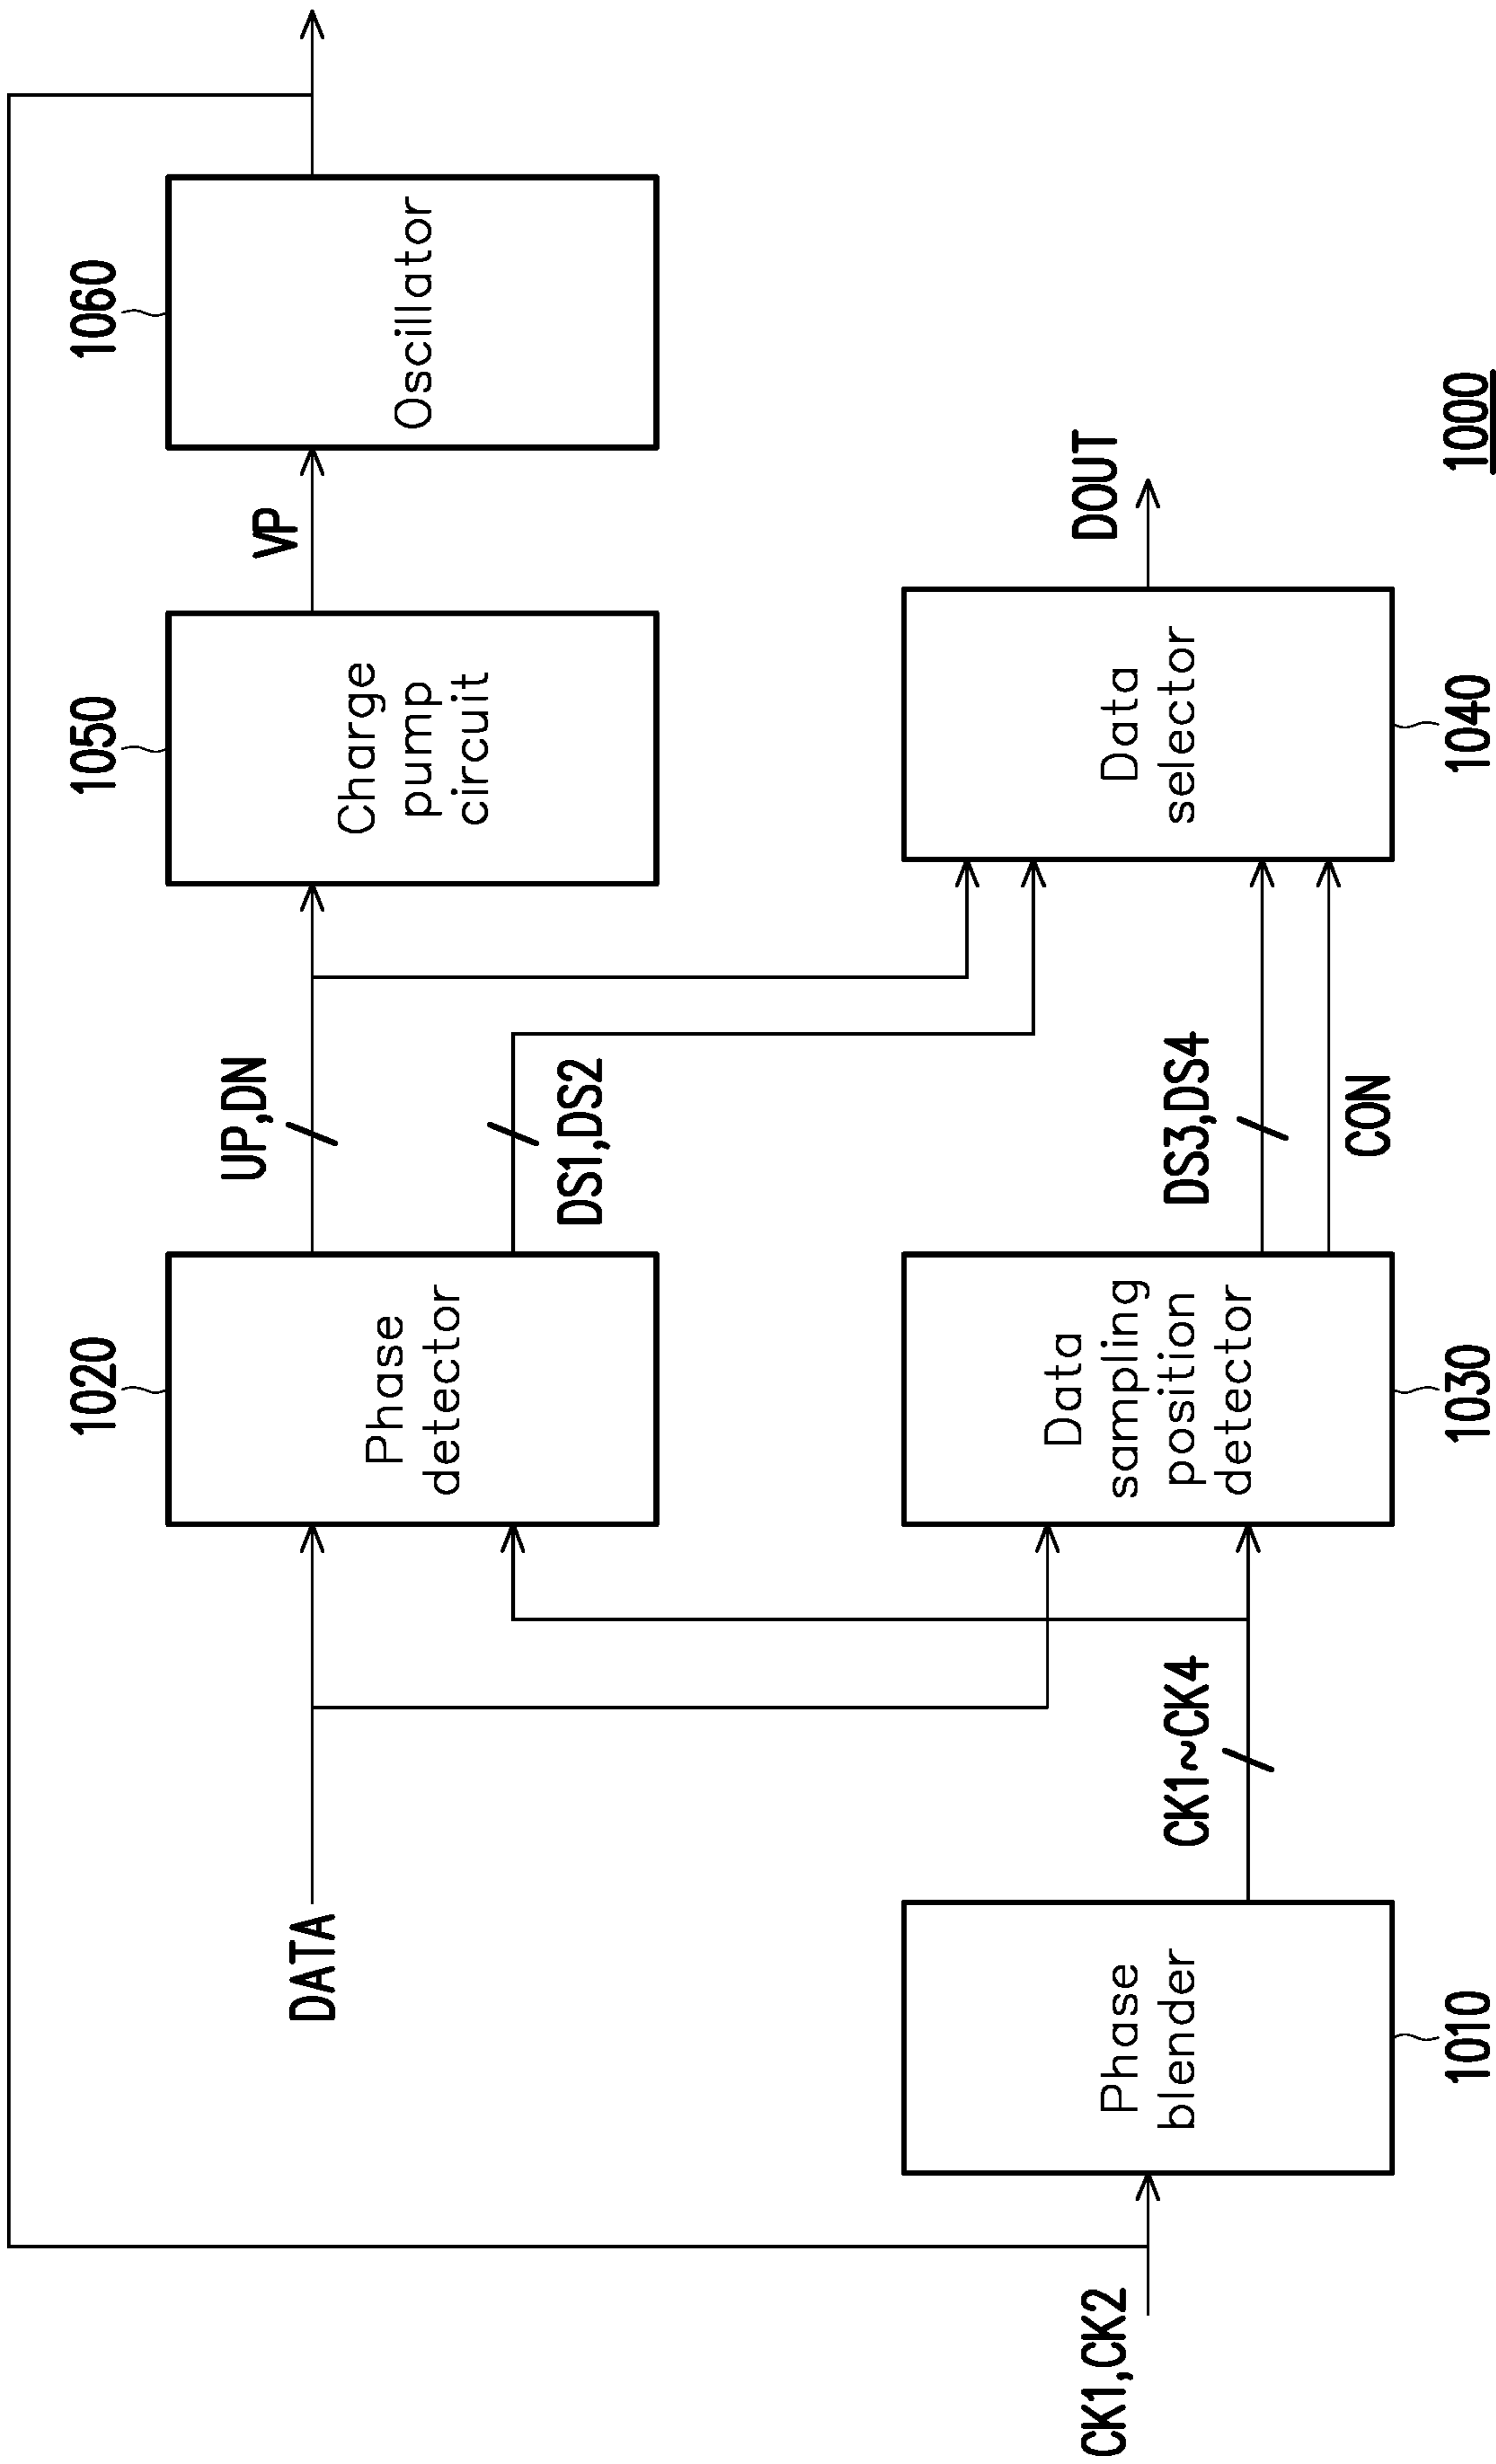 1020
1050
1060
Phase
detector
Charge
pump
circuit
Oscillator
UP,DN
VP
DATA
DS1,DS2
CK1,CK2
Phase
blender
CK1~CK4
Data
sampling
position
detector
DS3,DS4
CON
Data
selector
DOUT
1010
1030
1040
1000